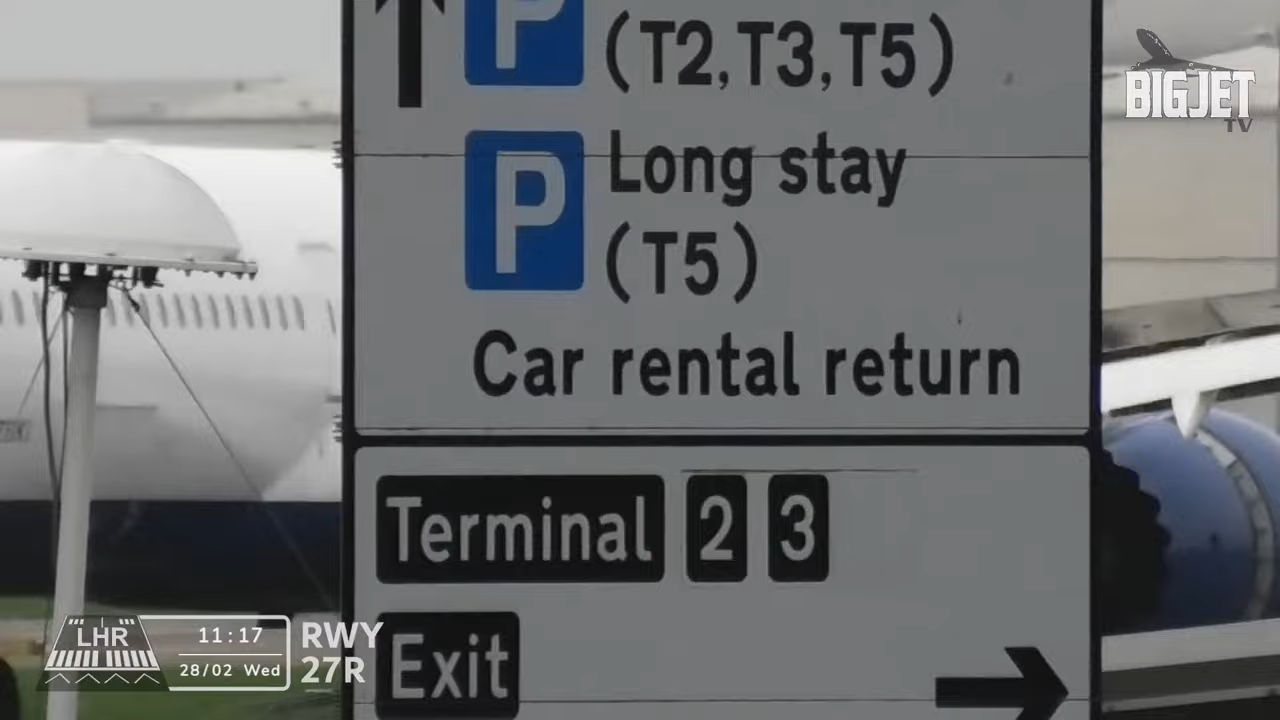 P
(T2,T3,T5)
BIGJET
TV
P
Long stay
(T5)
Car rental return
Terminal 2 3
Exit
LHR
11:17
28/02 Wed
RWY
27R